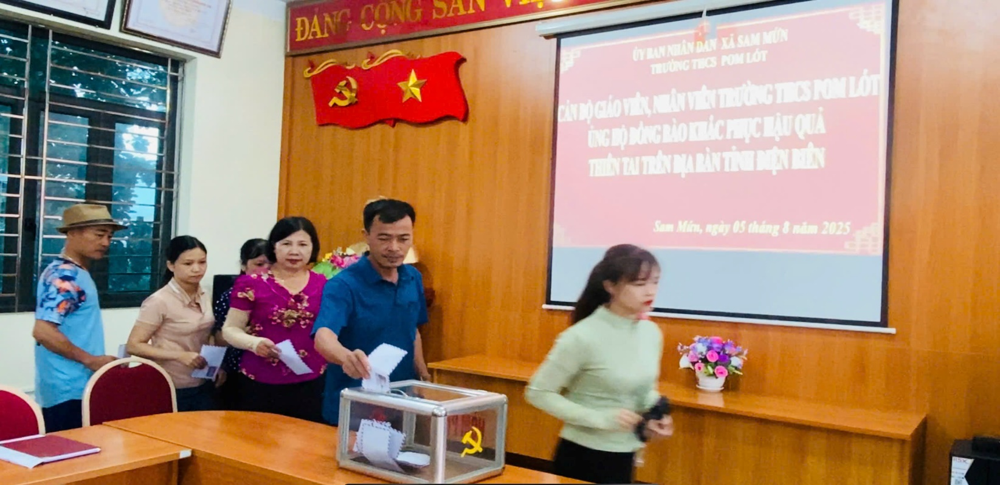 ĐẢNG CỘNG SẢN VIỆ
ỦY BAN NHÂN DÂN XÃ SAM MỨN
TRƯỜNG THCS POM LÓT
CÁN BỘ GIÁO VIÊN, NHÂN VIÊN TRƯỜNG THCS POM LÓT
ỦNG HỘ ĐỒNG BÀO KHẮC PHỤC HẬU QUẢ
THIÊN TAI TRÊN ĐỊA BÀN TỈNH ĐIỆN BIÊN
Sam Mứn, ngày 05 tháng 8 năm 2025